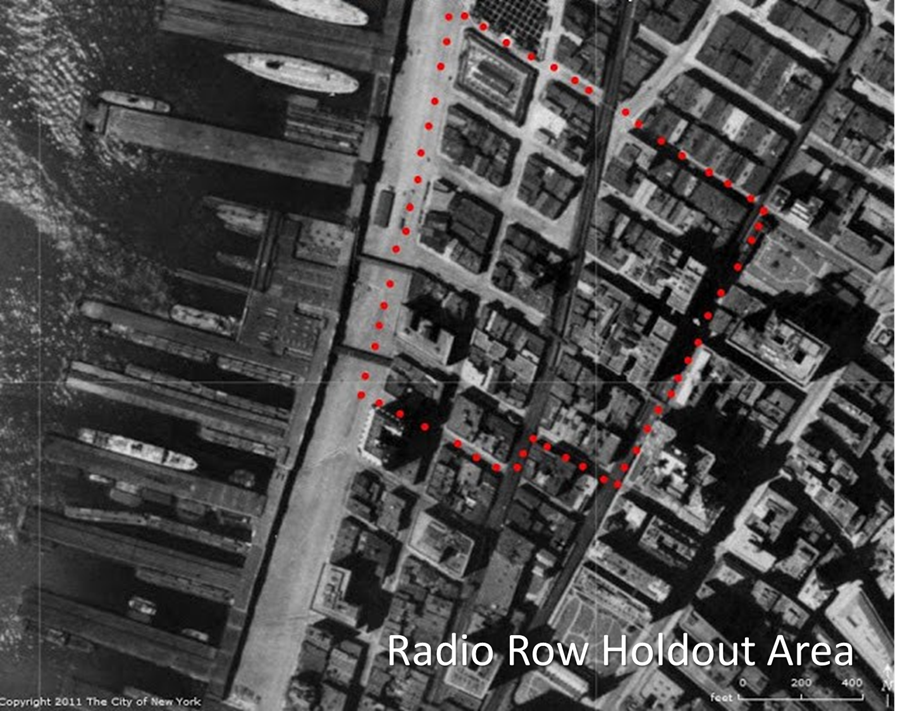 Radio Row Holdout Area
0 200 400
feet
N
Copyright 2011 The City of New York